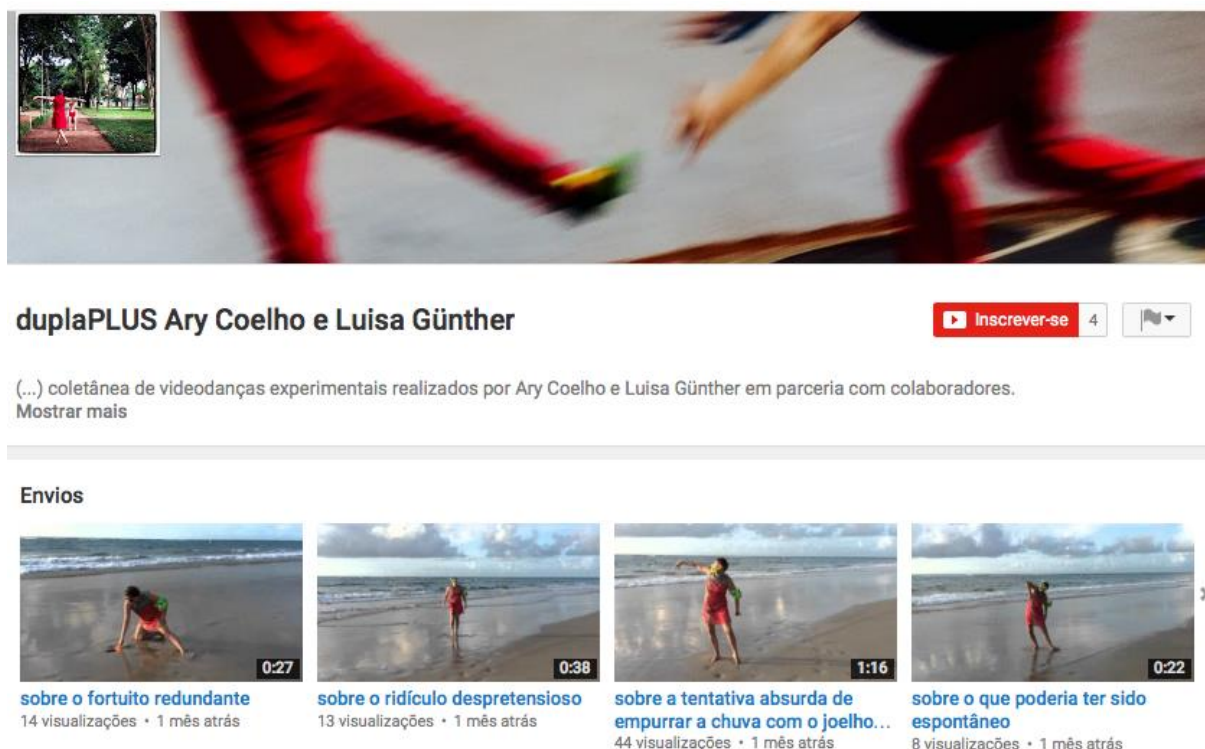 duplaPLUS Ary Coelho e Luisa Günther
Inscrever-se 4
(...) coletânea de videodanças experimentais realizados por Ary Coelho e Luisa Günther em parceria com colaboradores.
Mostrar mais
Envios
0:27
sobre o fortuito redundante
14 visualizações • 1 mês atrás
0:38
sobre o ridículo despretensioso
13 visualizações • 1 mês atrás
1:16
sobre a tentativa absurda de
empurrar a chuva com o joelho...
44 visualizações • 1 mês atrás
0:22
sobre o que poderia ter sido
espontâneo
8 visualizações • 1 mês atrás